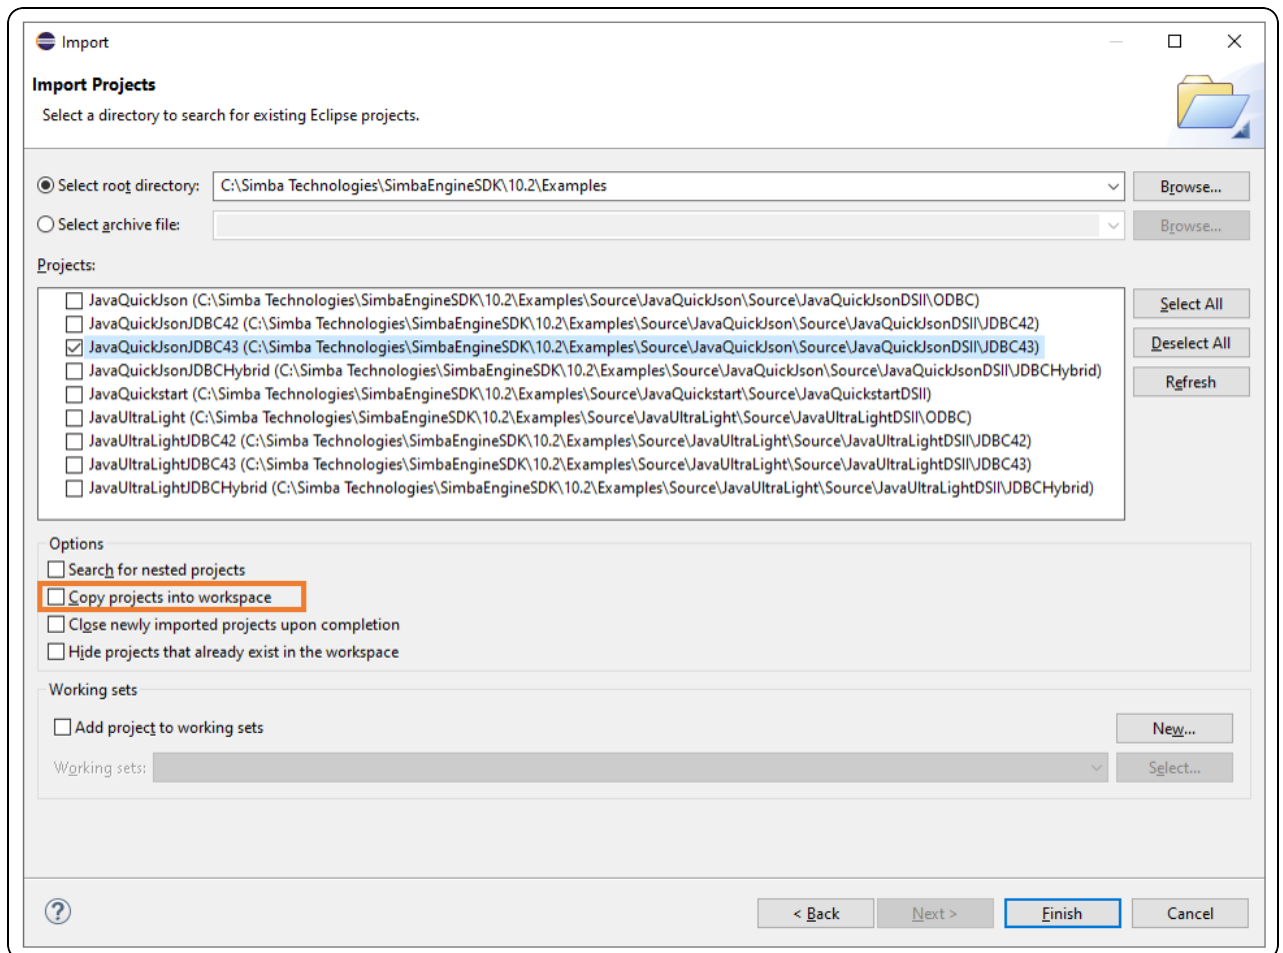 Import
Import Projects
Select a directory to search for existing Eclipse projects.
Select root directory: C:\Simba Technologies\SimbaEngineSDK\10.2\Examples Browse...
Select archive file: Browse...
Projects:
JavaQuickJson (C:\Simba Technologies\SimbaEngineSDK\10.2\Examples\Source\JavaQuickJson\Source\JavaQuickJsonDSII\ODBC)
Select All
JavaQuickJsonJDBC42 (C:\Simba Technologies\SimbaEngineSDK\10.2\Examples\Source\JavaQuickJson\Source\JavaQuickJsonDSII\JDBC42)
JavaQuickJsonJDBC43 (C:\Simba Technologies\SimbaEngineSDK\10.2\Examples\Source\JavaQuickJson\Source\JavaQuickJsonDSII\JDBC43)
Deselect All
JavaQuickJsonJDBCHybrid (C:\Simba Technologies\SimbaEngineSDK\10.2\Examples\Source\JavaQuickJson\Source\JavaQuickJsonDSII\JDBCHybrid)
Refresh
JavaQuickstart (C:\Simba Technologies\SimbaEngineSDK\10.2\Examples\Source\JavaQuickstart\Source\JavaQuickstartDSII)
JavaUltraLight (C:\Simba Technologies\SimbaEngineSDK\10.2\Examples\Source\JavaUltraLight\Source\JavaUltraLightDSII\ODBC)
JavaUltraLightJDBC42 (C:\Simba Technologies\SimbaEngineSDK\10.2\Examples\Source\JavaUltraLight\Source\JavaUltraLightDSII\JDBC42)
JavaUltraLightJDBC43 (C:\Simba Technologies\SimbaEngineSDK\10.2\Examples\Source\JavaUltraLight\Source\JavaUltraLightDSII\JDBC43)
JavaUltraLightJDBCHybrid (C:\Simba Technologies\SimbaEngineSDK\10.2\Examples\Source\JavaUltraLight\Source\JavaUltraLightDSII\JDBCHybrid)
Options
Search for nested projects
Copy projects into workspace
Close newly imported projects upon completion
Hide projects that already exist in the workspace
Working sets
Add project to working sets New...
Working sets: Select...
? < Back Next > Finish Cancel